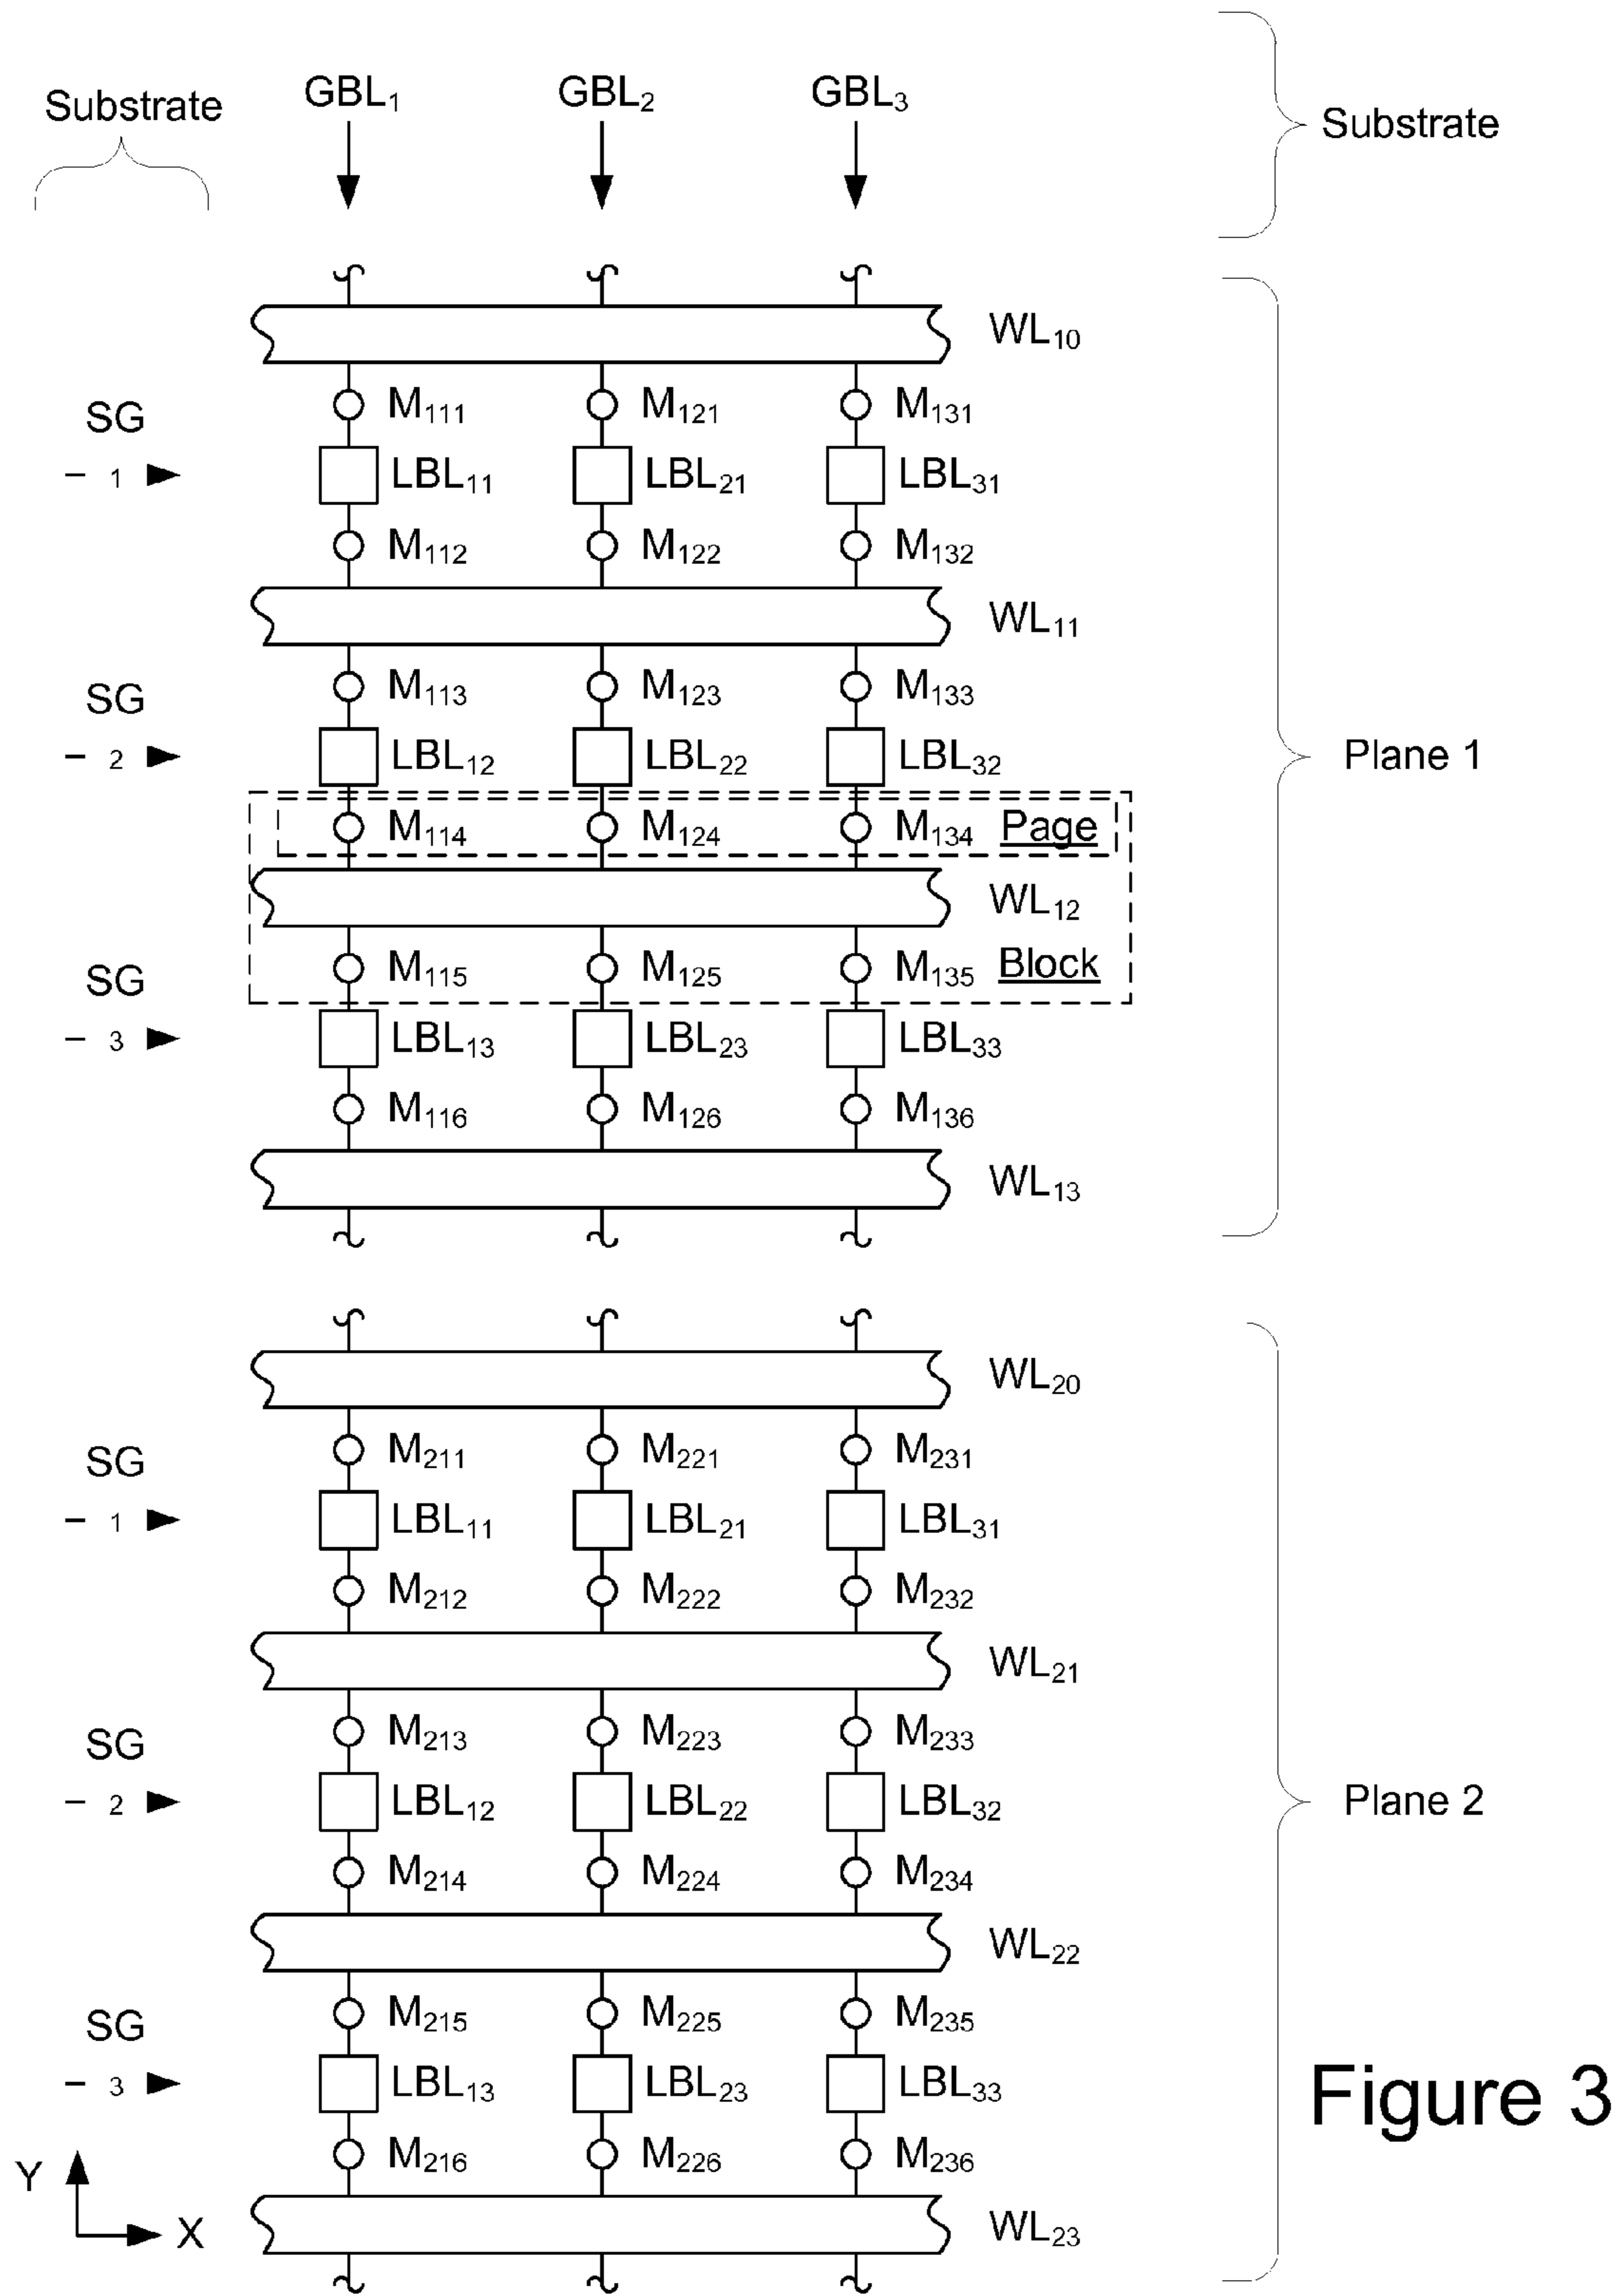 Substrate GBL₁ GBL₂ GBL₃ Substrate
WL₁₀
SG M₁₁₁ M₁₂₁ M₁₃₁
1 LBL₁₁ LBL₂₁ LBL₃₁
M₁₁₂ M₁₂₂ M₁₃₂
WL₁₁
SG M₁₁₃ M₁₂₃ M₁₃₃
2 LBL₁₂ LBL₂₂ LBL₃₂ Plane 1
M₁₁₄ M₁₂₄ M₁₃₄ Page
WL₁₂
SG M₁₁₅ M₁₂₅ M₁₃₅ Block
3 LBL₁₃ LBL₂₃ LBL₃₃
M₁₁₆ M₁₂₆ M₁₃₆
WL₁₃
WL₂₀
SG M₂₁₁ M₂₂₁ M₂₃₁
1 LBL₁₁ LBL₂₁ LBL₃₁
M₂₁₂ M₂₂₂ M₂₃₂
WL₂₁
SG M₂₁₃ M₂₂₃ M₂₃₃
2 LBL₁₂ LBL₂₂ LBL₃₂ Plane 2
M₂₁₄ M₂₂₄ M₂₃₄
WL₂₂
SG M₂₁₅ M₂₂₅ M₂₃₅
3 LBL₁₃ LBL₂₃ LBL₃₃ Figure 3
M₂₁₆ M₂₂₆ M₂₃₆
Y
X WL₂₃